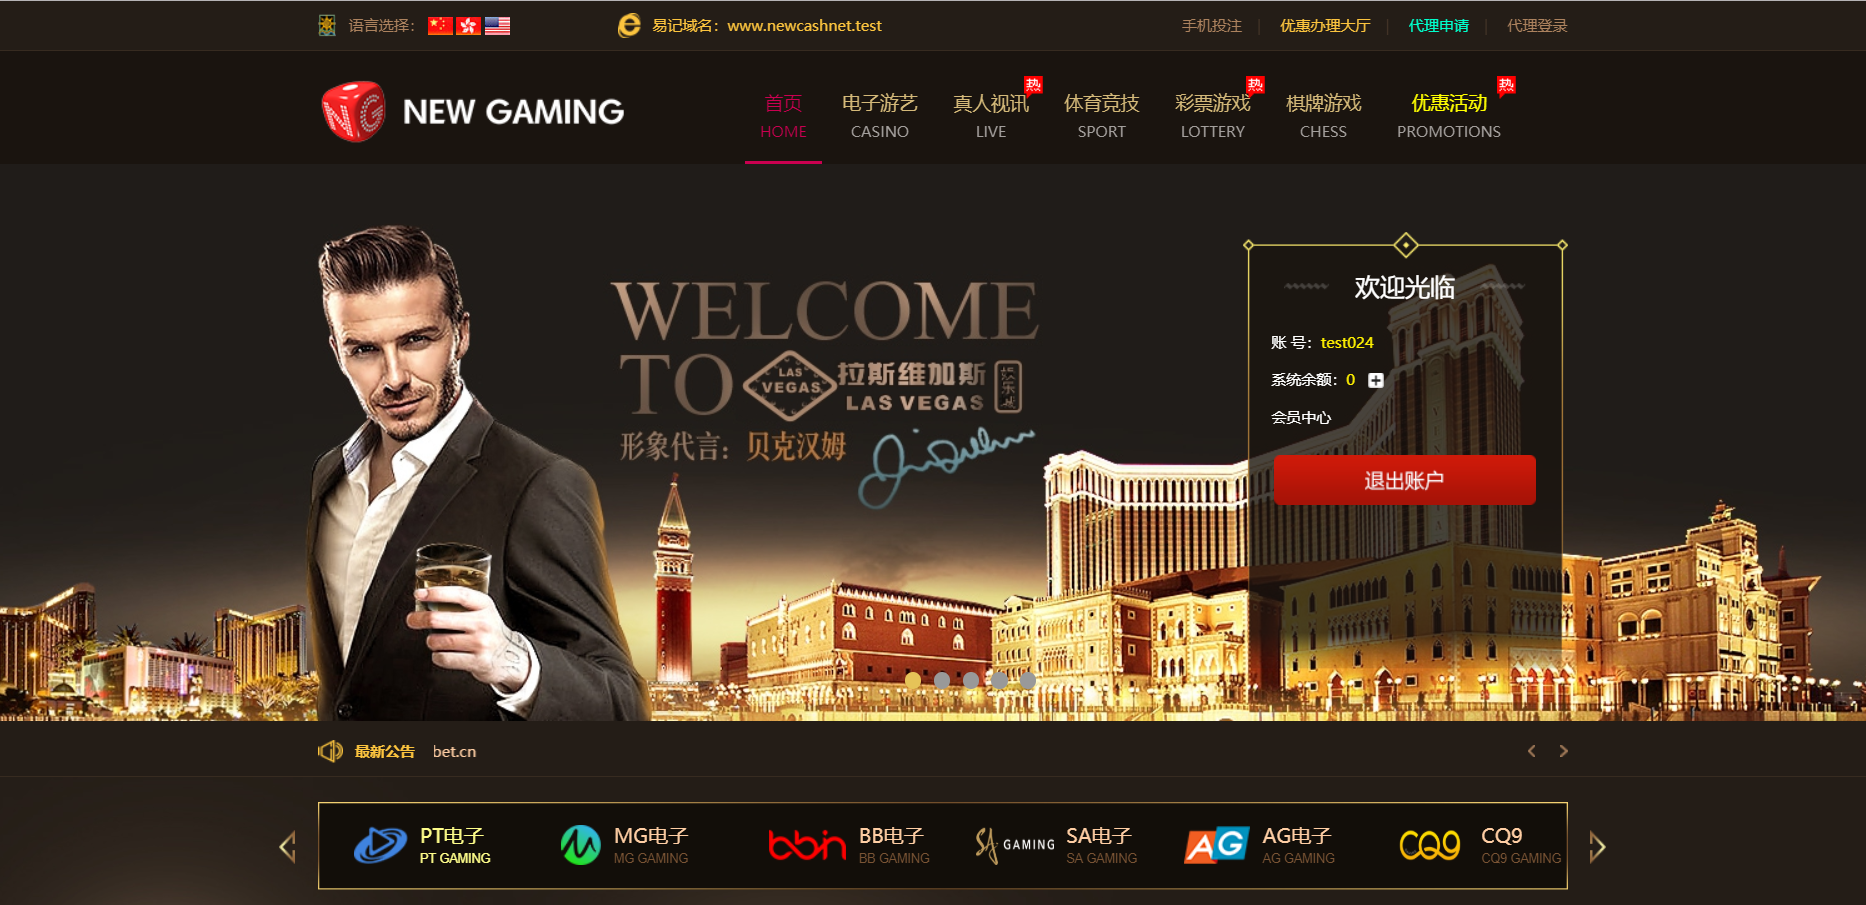 语言选择：
易记域名：www.newcashnet.test
手机投注 | 优惠办理大厅 | 代理申请 | 代理登录
NG NEW GAMING
首页 电子游艺 真人视讯 热 体育竞技 彩票游戏 热 棋牌游戏 优惠活动 热
HOME CASINO LIVE SPORT LOTTERY CHESS PROMOTIONS
WELCOME
TO LAS VEGAS 拉斯维加斯 娱乐城
LAS VEGAS
形象代言：贝克汉姆
欢迎光临
账 号：test024
系统余额：0
会员中心
退出账户
最新公告 bet.cn
PT电子
PT GAMING
MG电子
MG GAMING
bbin
BB电子
BB GAMING
SA GAMING
SA电子
SA GAMING
AG
AG电子
AG GAMING
CQ9
CQ9
CQ9 GAMING